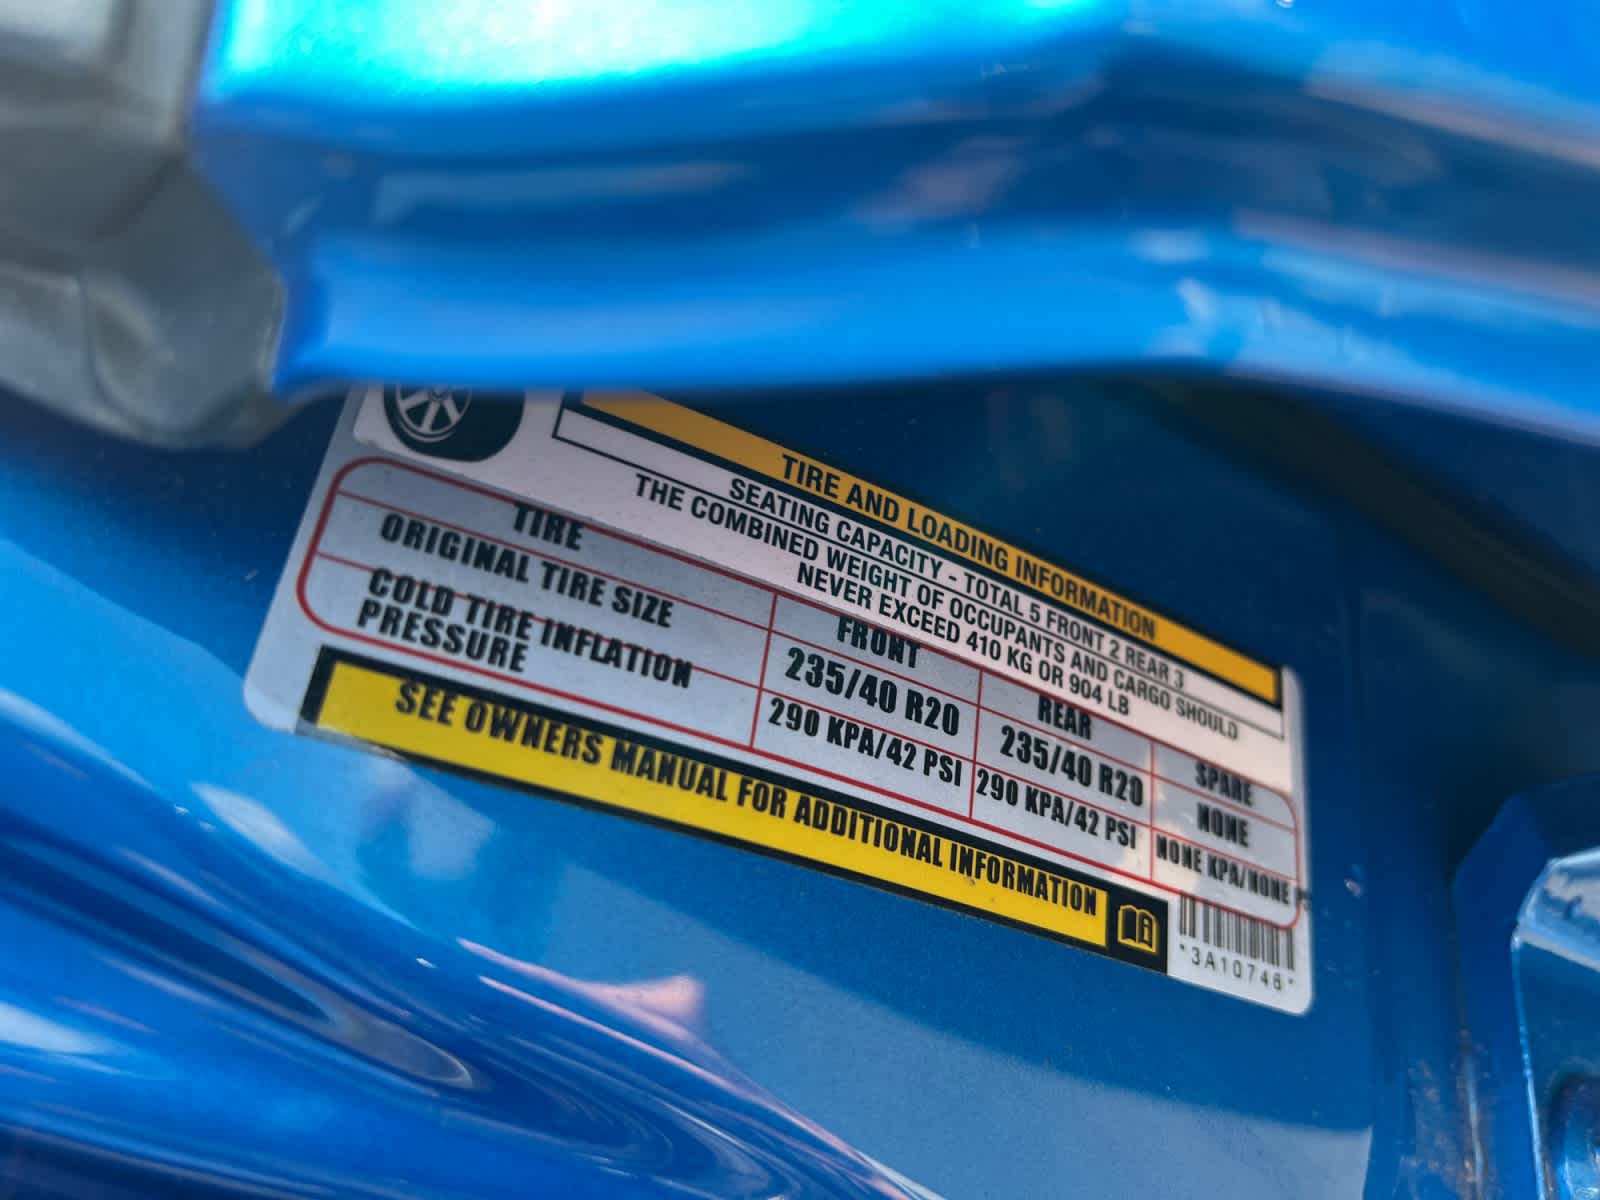 TIRE AND LOADING INFORMATION
SEATING CAPACITY - TOTAL 5 FRONT 2 REAR 3
THE COMBINED WEIGHT OF OCCUPANTS AND CARGO SHOULD
NEVER EXCEED 410 KG OR 904 LB
TIRE FRONT REAR SPARE
ORIGINAL TIRE SIZE 235/40 R20 235/40 R20 NONE
COLD TIRE INFLATION
PRESSURE 290 KPA/42 PSI 290 KPA/42 PSI NONE KPA/NONE
SEE OWNERS MANUAL FOR ADDITIONAL INFORMATION
*3A10746*